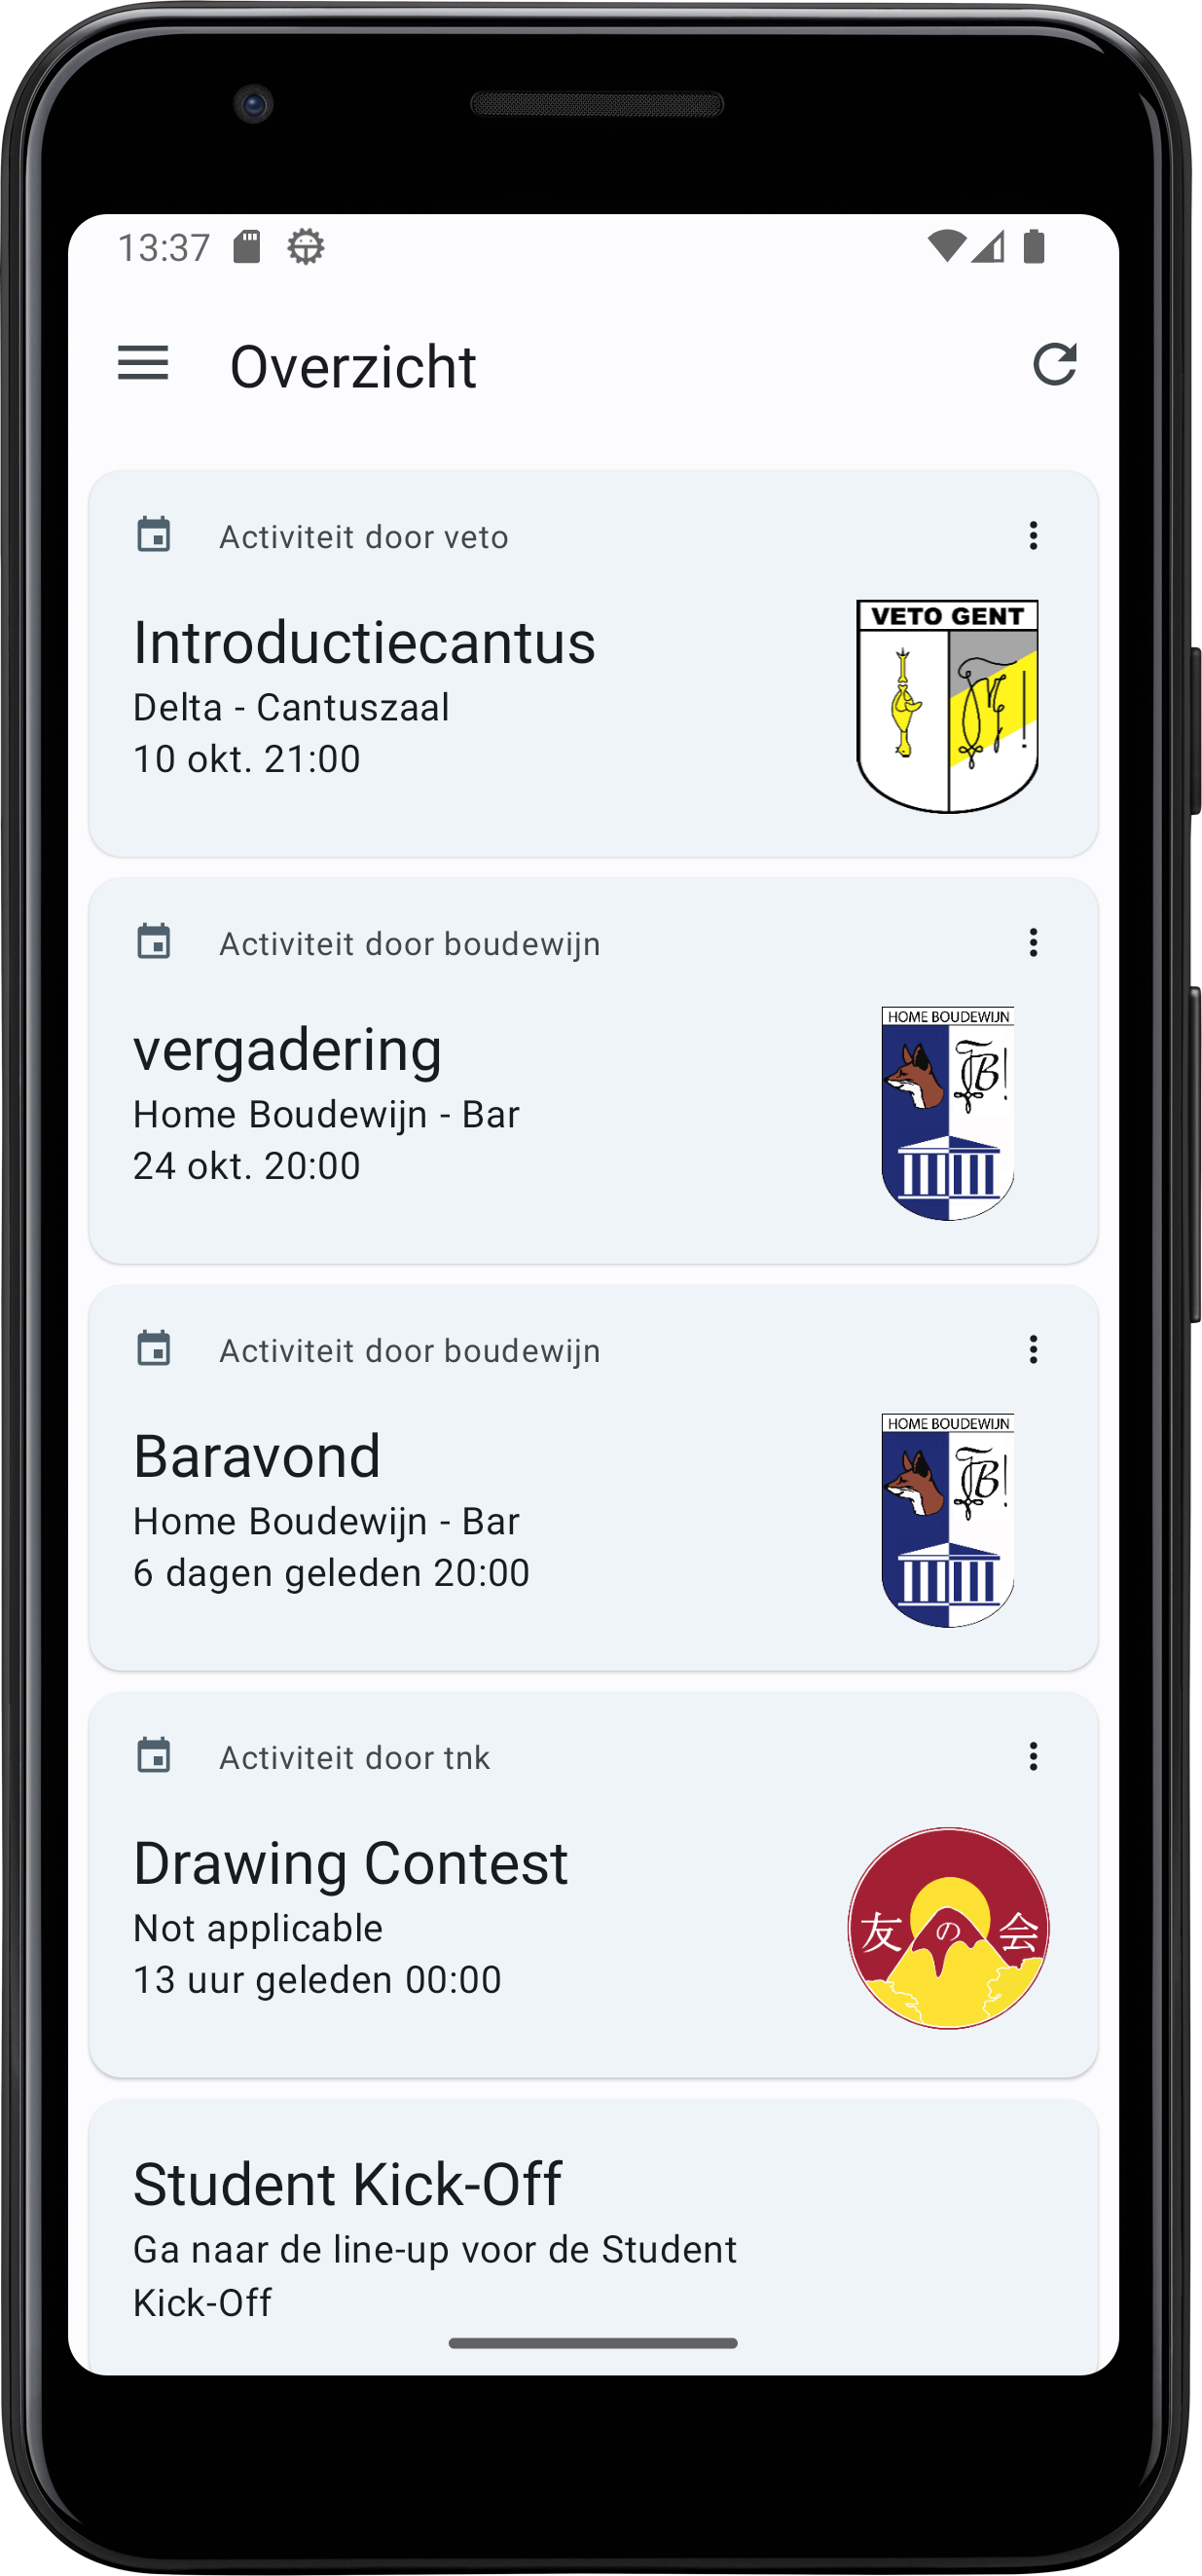 13:37
Overzicht
Activiteit door veto
Introductiecantus
Delta - Cantuszaal
10 okt. 21:00
VETO GENT
Activiteit door boudewijn
vergadering
Home Boudewijn - Bar
24 okt. 20:00
HOME BOUDEWIJN
Activiteit door boudewijn
Baravond
Home Boudewijn - Bar
6 dagen geleden 20:00
HOME BOUDEWIJN
Activiteit door tnk
Drawing Contest
Not applicable
13 uur geleden 00:00
友の会
Student Kick-Off
Ga naar de line-up voor de Student
Kick-Off